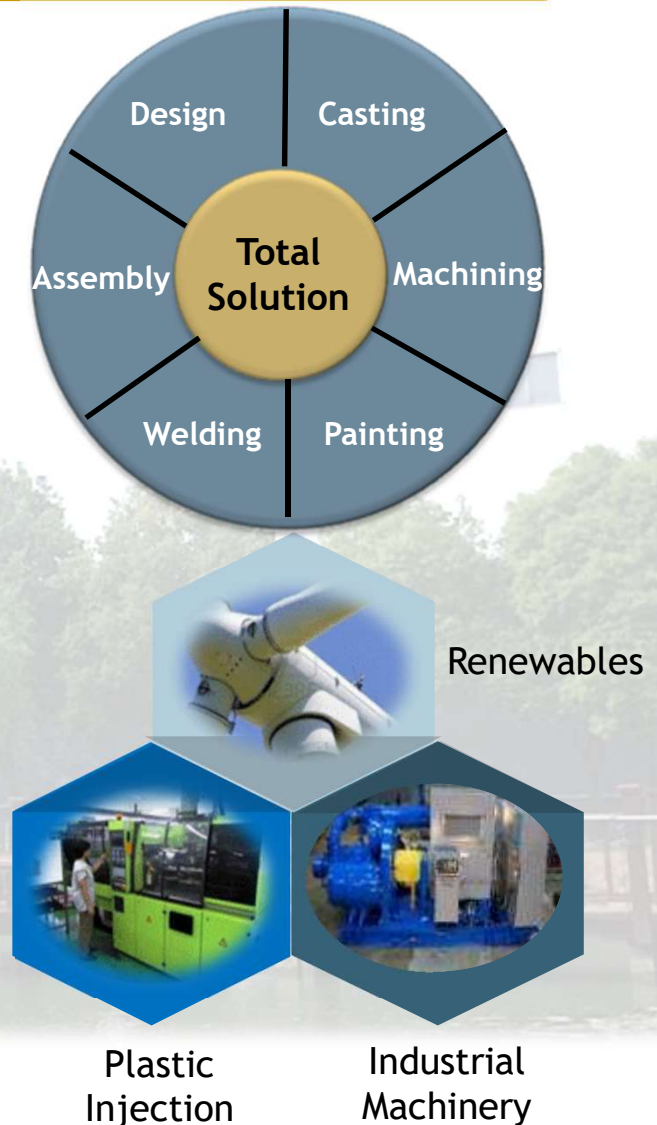 Design
Casting
Total
Solution
Assembly
Machining
Welding
Painting
Renewables
Plastic
Injection
Industrial
Machinery